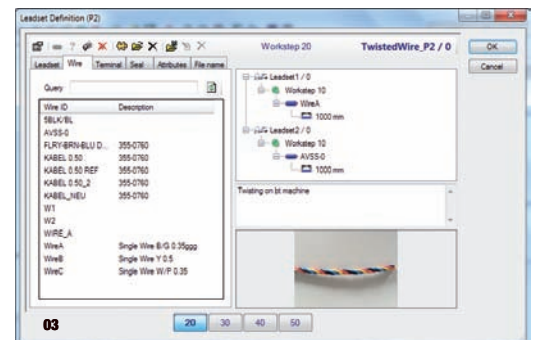 Leadset Definition (P2)
Workstep 20 TwistedWire_P2 / 0 OK
Cancel
Leadset Wire Terminal Seal Attributes File name
Query
Wire ID Description
5BLK/BL
AVSS-0
FLRY-BRN-BLU D... 355-0760
KABEL 0.50 355-0760
KABEL 0.50 REF 355-0760
KABEL 0.50_2 355-0760
KABEL_NEU 355-0760
W1
W2
WIRE_A
WireA Single Wire B/G 0.35ggg
WireB Single Wire Y 0.5
WireC Single Wire W/P 0.35
Leadset1 / 0
Workstep 10
WireA
1000 mm
Leadset2 / 0
Workstep 10
AVSS-0
1000 mm
Twisting on bt machine
03
20 30 40 50